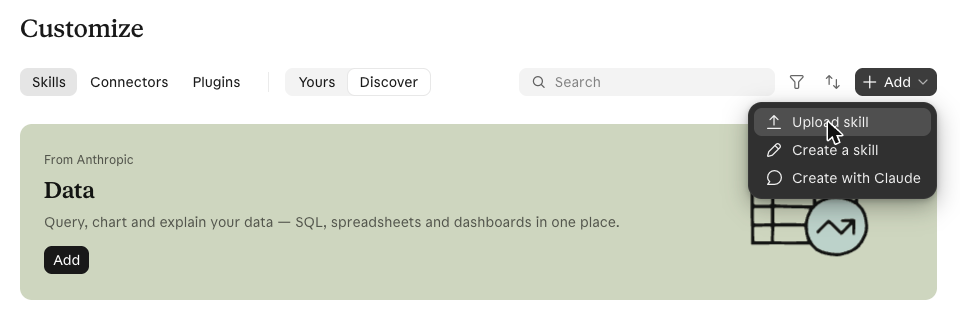 Customize
Skills
Connectors
Plugins
Yours
Discover
Search
Add
Upload skill
Create a skill
Create with Claude
From Anthropic
Data
Query, chart and explain your data — SQL, spreadsheets and dashboards in one place.
Add